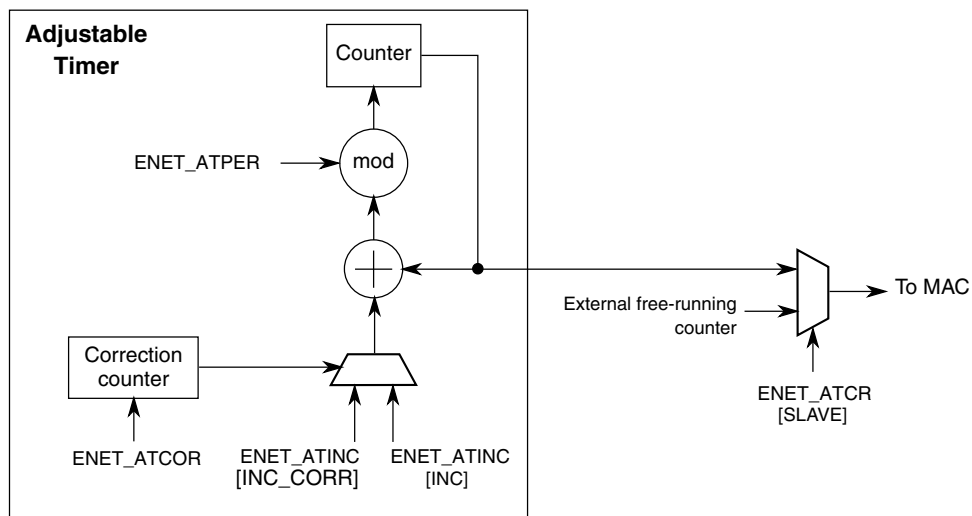 Adjustable
Timer
Counter
ENET_ATPER
mod
External free-running
counter
To MAC
Correction
counter
ENET_ATCR
[SLAVE]
ENET_ATCOR
ENET_ATINC
[INC_CORR]
ENET_ATINC
[INC]